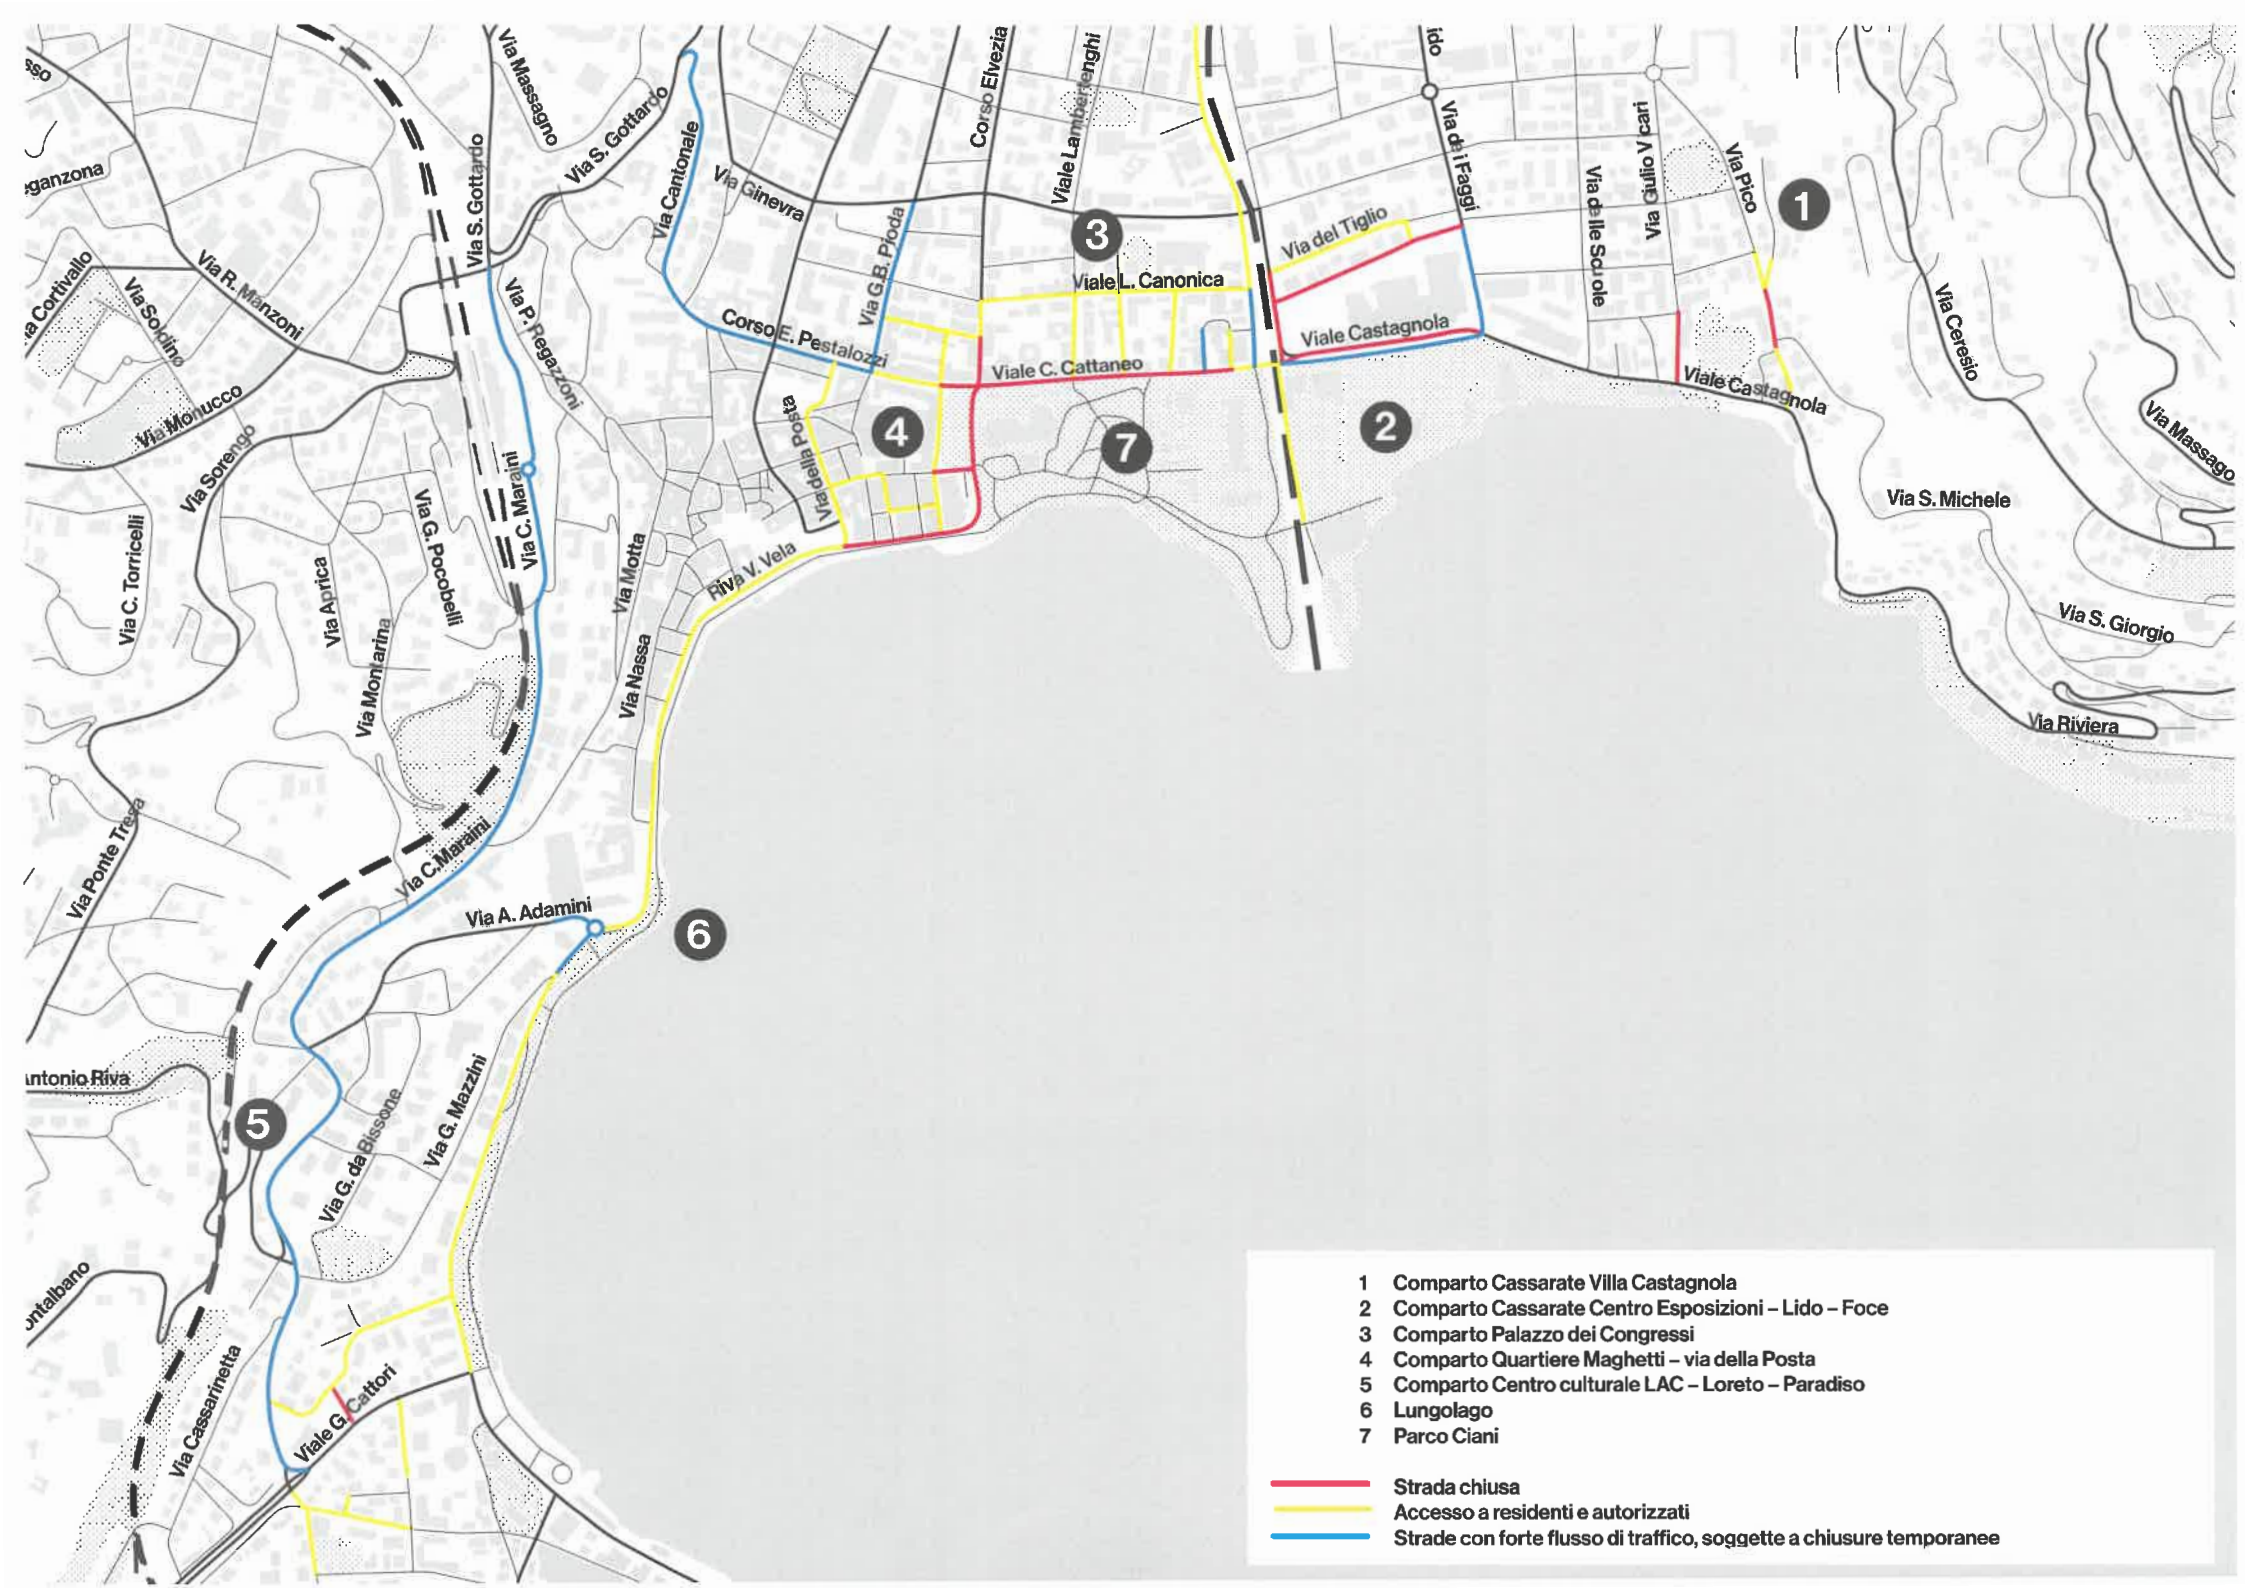 Via Massagno
Via S. Gottardo
Via S. Gottardo
Via Cantonale
Via Ginevra
Via G.B. Pioda
Corso Elvezia
Viale Lambertenghi
3
Viale L. Canonica
Via del Tiglio
Via dei Faggi
Via delle Scuole
Via Giulio Vicari
Via Pico
1
Via Ceresio
Via Massago
Via R. Manzoni
Via Soldino
Via P. Regazzoni
Corso E. Pestalozzi
Viale C. Cattaneo
Viale Castagnola
Viale Castagnola
Via Monucco
Via Sorengo
Via della Posta
4
7
2
Via C. Torricelli
Via Aprica
Via G. Pocobelli
Via Montarina
Via C. Maraini
Via Motta
Via Nassa
Riva V. Vela
Via S. Michele
Via S. Giorgio
Via Riviera
Via Ponte Tresa
Via C. Maraini
Via A. Adamini
6
ntonio Riva
5
Via G. da Bissone
Via G. Mazzini
ontalbano
Via Cassarinetta
Viale G. Cattori
1 Comparto Cassarate Villa Castagnola
2 Comparto Cassarate Centro Esposizioni – Lido – Foce
3 Comparto Palazzo dei Congressi
4 Comparto Quartiere Maghetti – via della Posta
5 Comparto Centro culturale LAC – Loreto – Paradiso
6 Lungolago
7 Parco Ciani
Strada chiusa
Accesso a residenti e autorizzati
Strade con forte flusso di traffico, soggette a chiusure temporanee